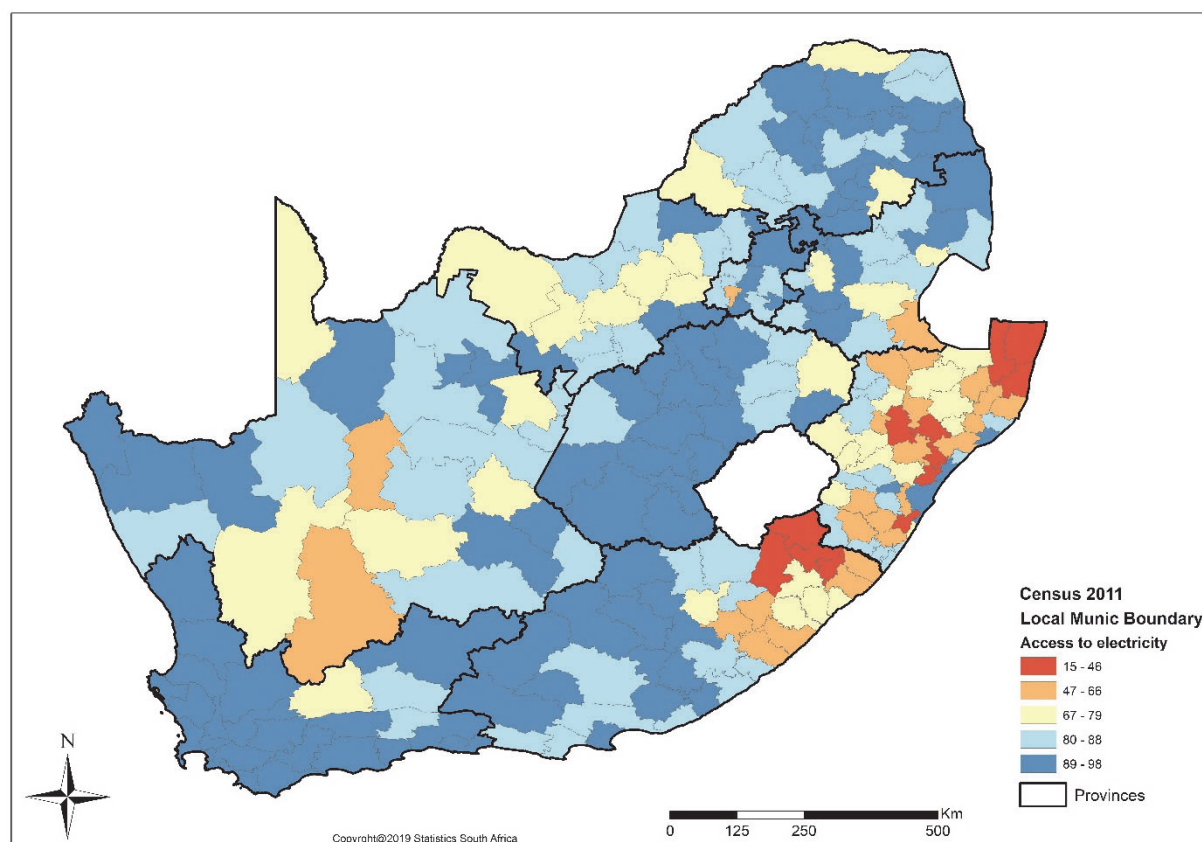 Census 2011
Local Munic Boundary
Access to electricity
15 - 46
47 - 66
67 - 79
80 - 88
89 - 98
Provinces
N
Km
0 125 250 500
Copyright@2019 Statistics South Africa